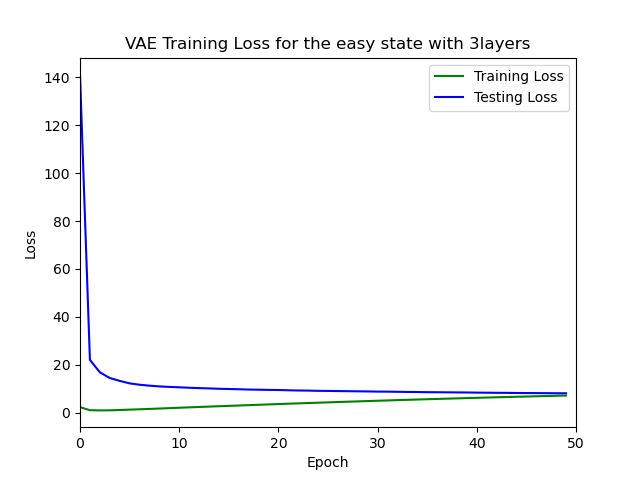 VAE Training Loss for the easy state with 3layers
Training Loss
Testing Loss
140
120
100
80
60
40
20
0
Loss
0 10 20 30 40 50
Epoch